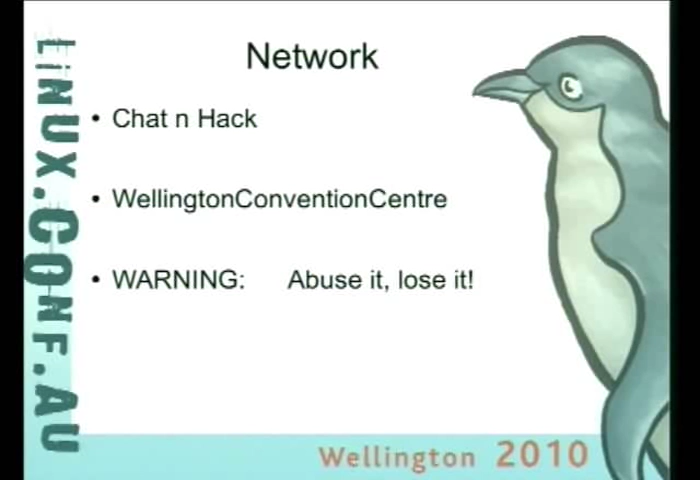 Network
• Chat n Hack
• WellingtonConventionCentre
• WARNING: Abuse it, lose it!
LiNUX.CONF.AU
Wellington 2010